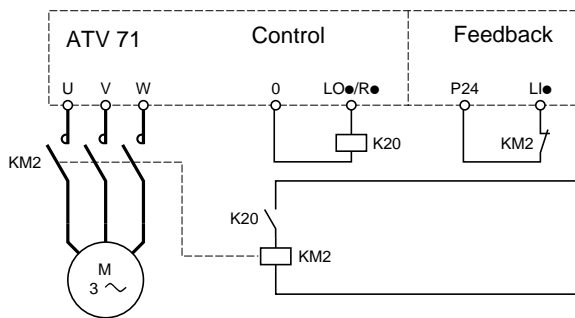 ATV 71 Control Feedback
U V W 0 LO●/R● P24 LI●
K20 KM2
KM2
K20
KM2
M
3 ~